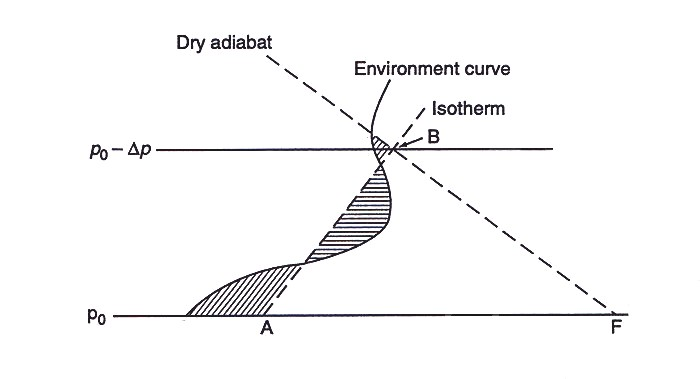 Dry adiabat
Environment curve
Isotherm
B
p₀ – Δp
p₀
A
F